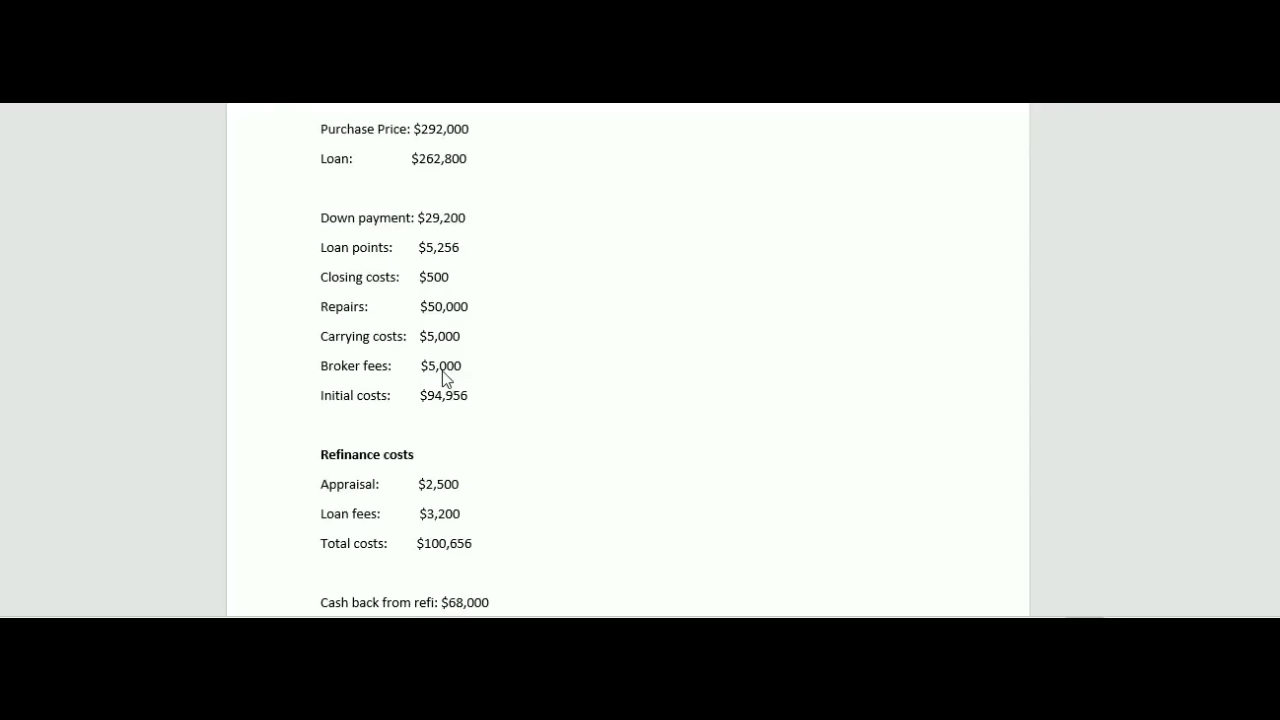 Purchase Price: $292,000
Loan: $262,800
Down payment: $29,200
Loan points: $5,256
Closing costs: $500
Repairs: $50,000
Carrying costs: $5,000
Broker fees: $5,000
Initial costs: $94,956
Refinance costs
Appraisal: $2,500
Loan fees: $3,200
Total costs: $100,656
Cash back from refi: $68,000